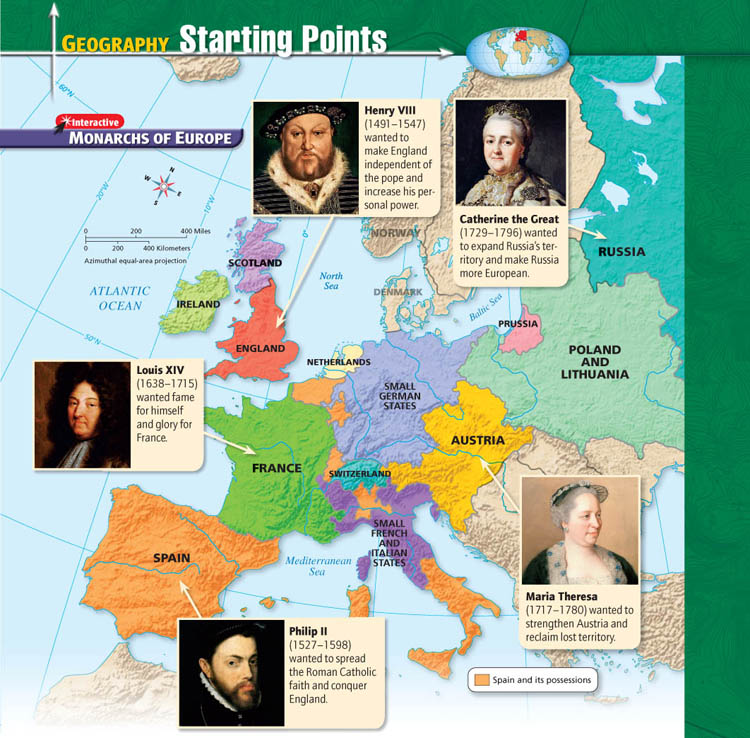 GEOGRAPHY Starting Points
60°N
Interactive
MONARCHS OF EUROPE
20°W
10°W
0°
N
W
E
S
0 200 400 Miles
0 200 400 Kilometers
Azimuthal equal-area projection
Henry VIII
(1491–1547)
wanted to
make England
independent of
the pope and
increase his per-
sonal power.
Catherine the Great
(1729–1796) wanted
to expand Russia's ter-
ritory and make Russia
more European.
NORWAY
RUSSIA
SCOTLAND
North
Sea
ATLANTIC
OCEAN
DENMARK
Baltic Sea
IRELAND
PRUSSIA
50°N
ENGLAND
NETHERLANDS
POLAND
AND
LITHUANIA
Louis XIV
(1638–1715)
wanted fame
for himself
and glory for
France.
SMALL
GERMAN
STATES
AUSTRIA
FRANCE
SWITZERLAND
SMALL
FRENCH
AND
ITALIAN
STATES
SPAIN
Mediterranean
Sea
Maria Theresa
(1717–1780) wanted to
strengthen Austria and
reclaim lost territory.
Philip II
(1527–1598)
wanted to spread
the Roman Catholic
faith and conquer
England.
Spain and its possessions